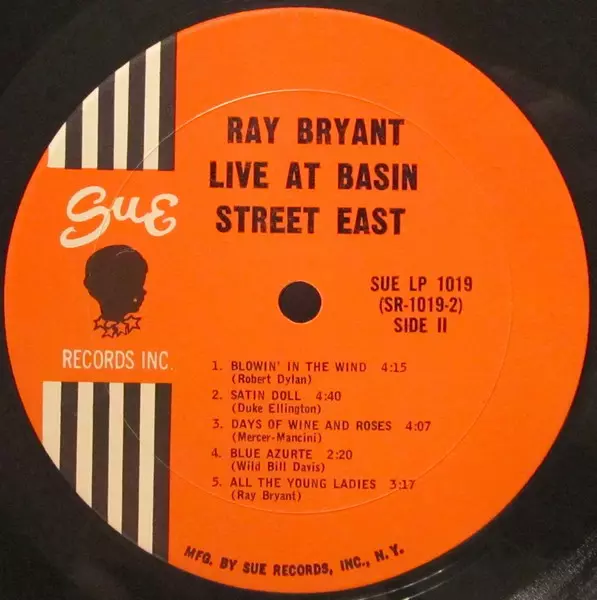 RAY BRYANT
LIVE AT BASIN
STREET EAST
SuE
RECORDS INC.
SUE LP 1019
(SR-1019-2)
SIDE II
1. BLOWIN' IN THE WIND 4:15
(Robert Dylan)
2. SATIN DOLL 4:40
(Duke Ellington)
3. DAYS OF WINE AND ROSES 4:07
(Mercer-Mancini)
4. BLUE AZURTE 2:20
(Wild Bill Davis)
5. ALL THE YOUNG LADIES 3:17
(Ray Bryant)
MFG. BY SUE RECORDS, INC., N.Y.